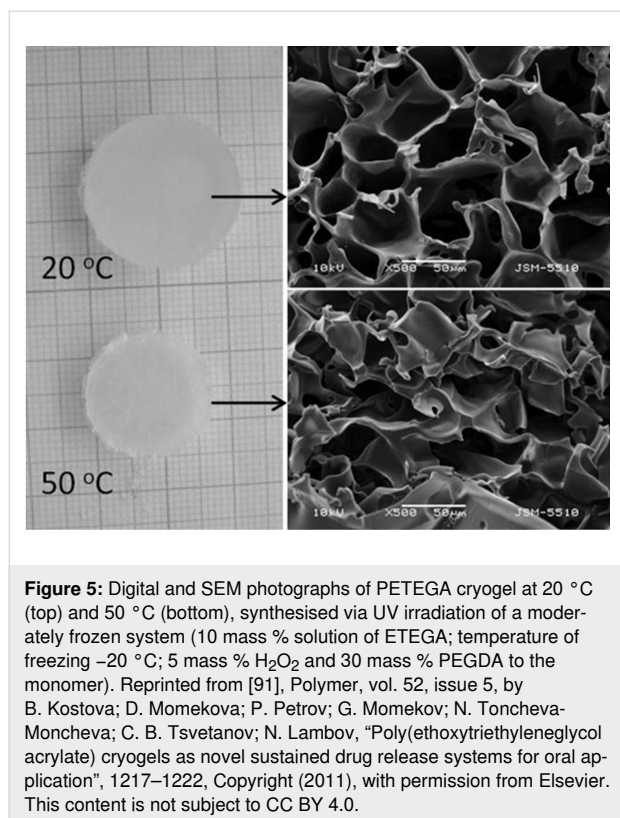 20 °C
10kV X500 50μm JSM-5510
50 °C
10kV X500 50μm JSM-5510
Figure 5: Digital and SEM photographs of PETEGA cryogel at 20 °C
(top) and 50 °C (bottom), synthesised via UV irradiation of a moder-
ately frozen system (10 mass % solution of ETEGA; temperature of
freezing −20 °C; 5 mass % H₂O₂ and 30 mass % PEGDA to the
monomer). Reprinted from [91], Polymer, vol. 52, issue 5, by
B. Kostova; D. Momekova; P. Petrov; G. Momekov; N. Toncheva-
Moncheva; C. B. Tsvetanov; N. Lambov, “Poly(ethoxytriethyleneglycol
acrylate) cryogels as novel sustained drug release systems for oral ap-
plication”, 1217–1222, Copyright (2011), with permission from Elsevier.
This content is not subject to CC BY 4.0.